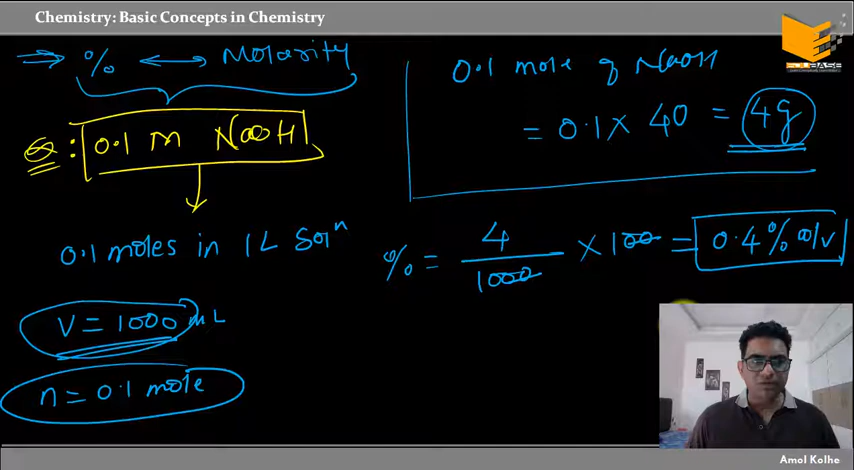 Chemistry: Basic Concepts in Chemistry
EDUBASE
⇒ % ⟷ Molarity
Q : 0.1 M NaOH
0.1 moles in 1L Solⁿ
V = 1000 mL
n = 0.1 mole
0.1 mole of NaOH
= 0.1 × 40 = 4g
% = 4/1000 × 100 = 0.4% w/v
Amol Kolhe